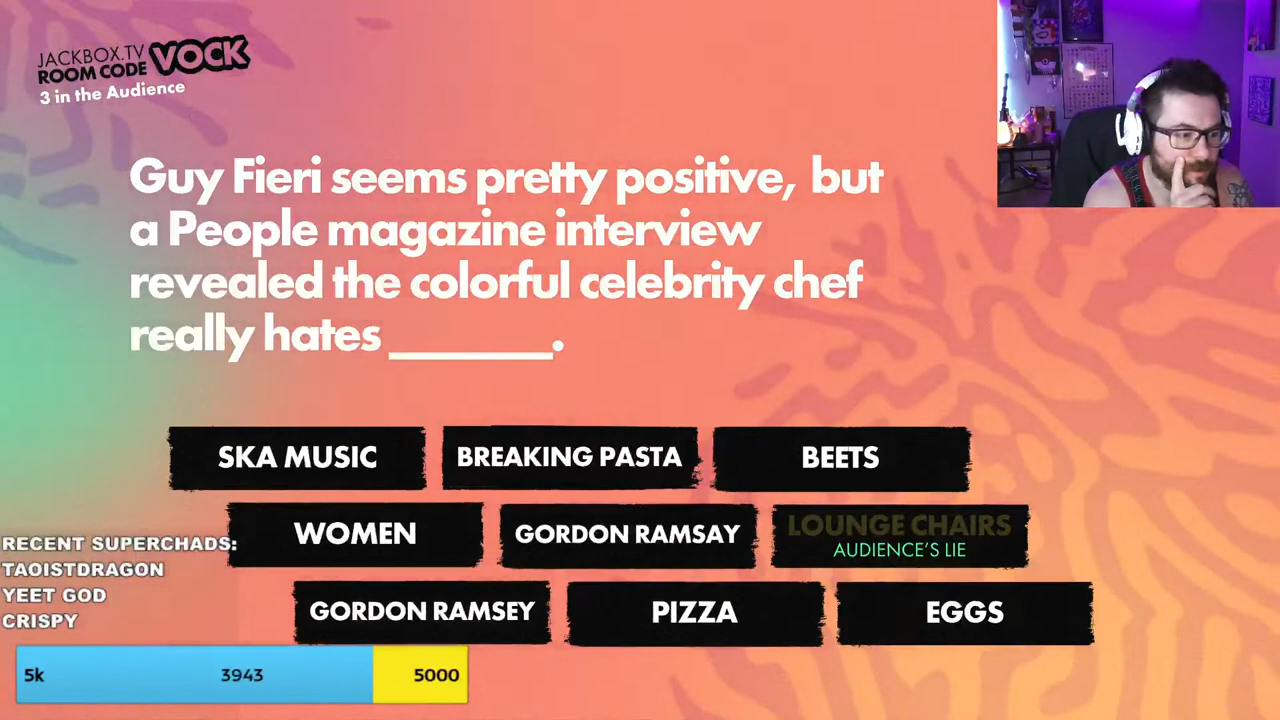 JACKBOX.TV
ROOM CODE VOCK
3 in the Audience
Guy Fieri seems pretty positive, but
a People magazine interview
revealed the colorful celebrity chef
really hates ________.
SKA MUSIC BREAKING PASTA BEETS
WOMEN GORDON RAMSAY LOUNGE CHAIRS
AUDIENCE'S LIE
GORDON RAMSEY PIZZA EGGS
RECENT SUPERCHADS:
TAOISTDRAGON
YEET GOD
CRISPY
5k 3943 5000